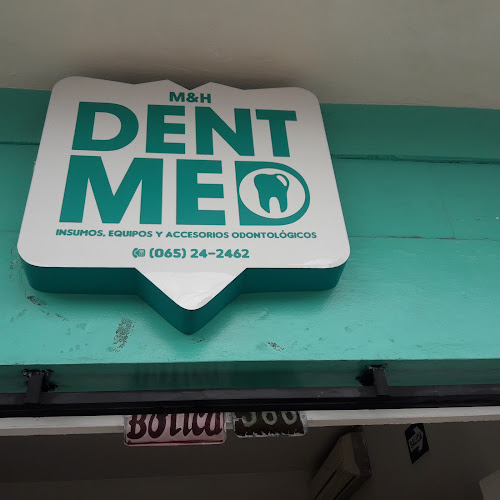 M&H
DENT
MED
INSUMOS, EQUIPOS Y ACCESORIOS ODONTOLÓGICOS
(065) 24-2462
Botica